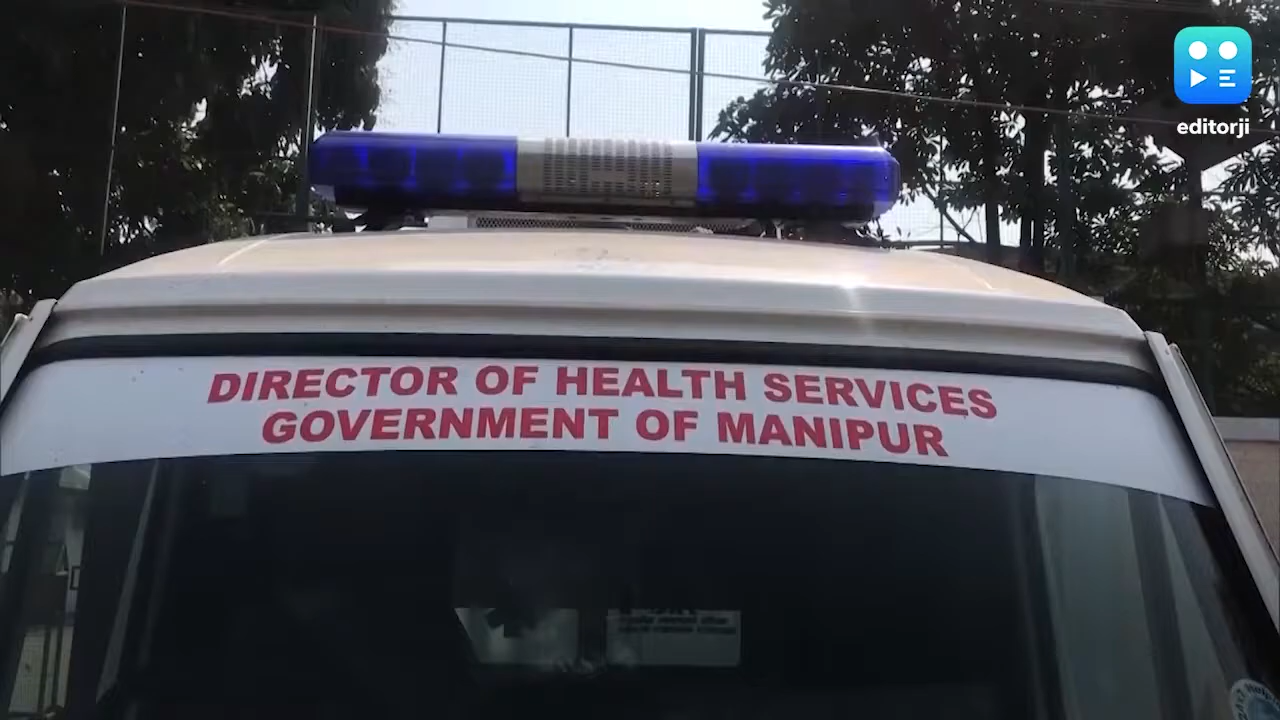 editorji
DIRECTOR OF HEALTH SERVICES
GOVERNMENT OF MANIPUR